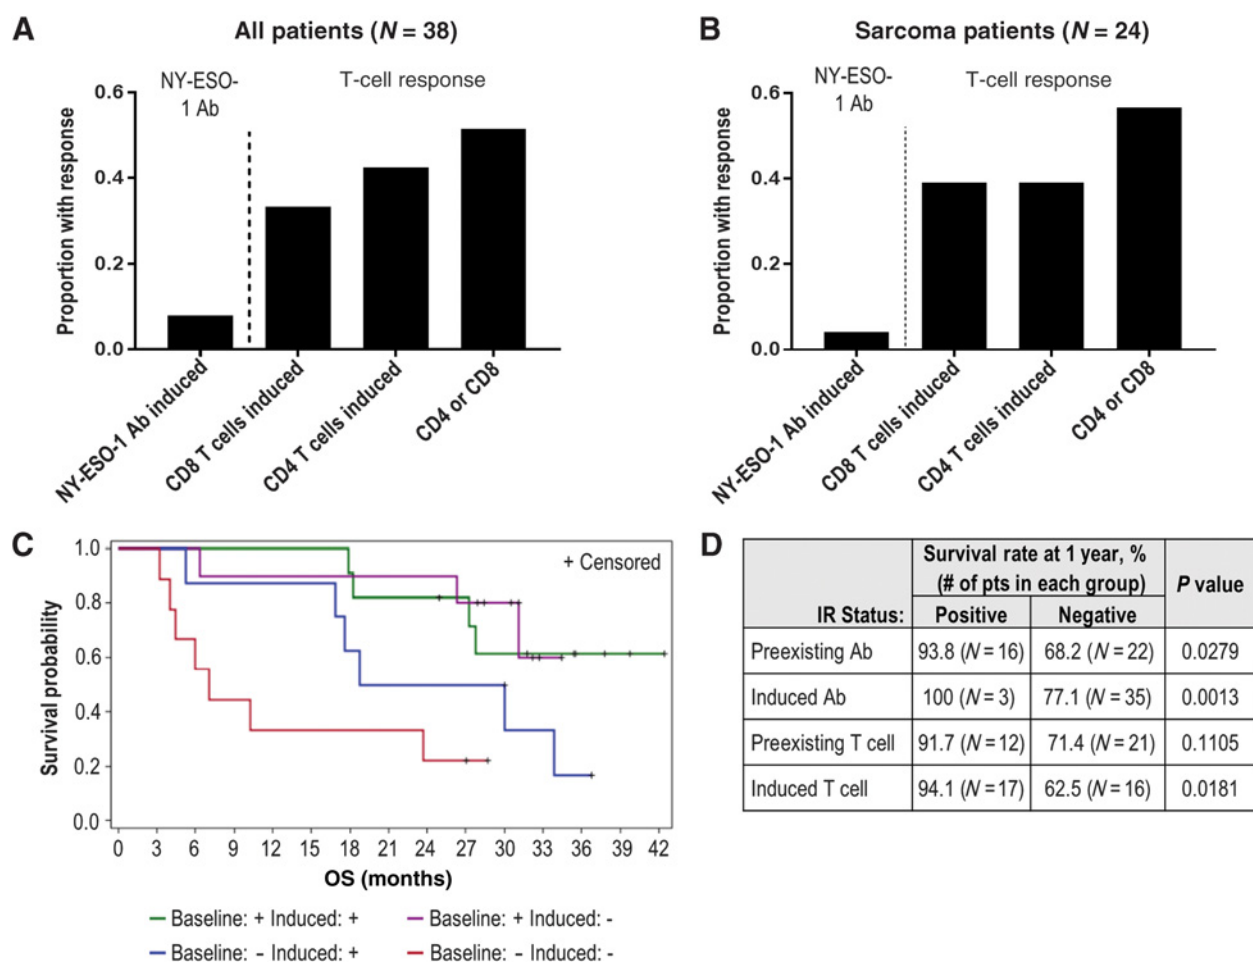 A
All patients (N = 38)
NY-ESO-
1 Ab
T-cell response
Proportion with response
0.6
0.4
0.2
0.0
NY-ESO-1 Ab induced
CD8 T cells induced
CD4 T cells induced
CD4 or CD8
B
Sarcoma patients (N = 24)
NY-ESO-
1 Ab
T-cell response
Proportion with response
0.6
0.4
0.2
0.0
NY-ESO-1 Ab induced
CD8 T cells induced
CD4 T cells induced
CD4 or CD8
C
+ Censored
Survival probability
1.0
0.8
0.6
0.4
0.2
0.0
0 3 6 9 12 15 18 21 24 27 30 33 36 39 42
OS (months)
Baseline: + Induced: +
Baseline: + Induced: -
Baseline: - Induced: +
Baseline: - Induced: -
D
Survival rate at 1 year, %
(# of pts in each group)
P value
IR Status: Positive Negative
Preexisting Ab 93.8 (N = 16) 68.2 (N = 22) 0.0279
Induced Ab 100 (N = 3) 77.1 (N = 35) 0.0013
Preexisting T cell 91.7 (N = 12) 71.4 (N = 21) 0.1105
Induced T cell 94.1 (N = 17) 62.5 (N = 16) 0.0181